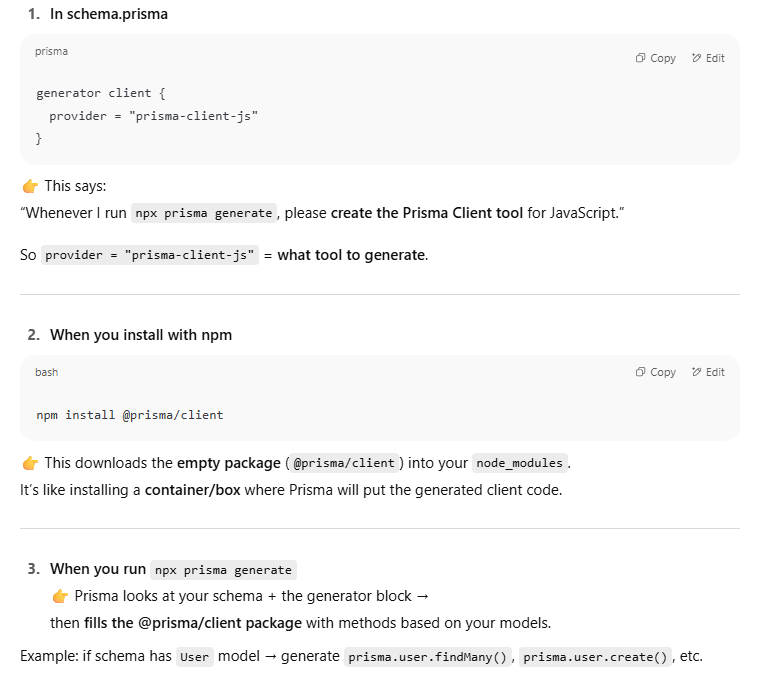 1. In schema.prisma
prisma
Copy Edit
generator client {
  provider = "prisma-client-js"
}
👉 This says:
“Whenever I run npx prisma generate, please create the Prisma Client tool for JavaScript.”
So provider = "prisma-client-js" = what tool to generate.
2. When you install with npm
bash
Copy Edit
npm install @prisma/client
👉 This downloads the empty package (@prisma/client) into your node_modules.
It’s like installing a container/box where Prisma will put the generated client code.
3. When you run npx prisma generate
👉 Prisma looks at your schema + the generator block →
then fills the @prisma/client package with methods based on your models.
Example: if schema has User model → generate prisma.user.findMany(), prisma.user.create(), etc.